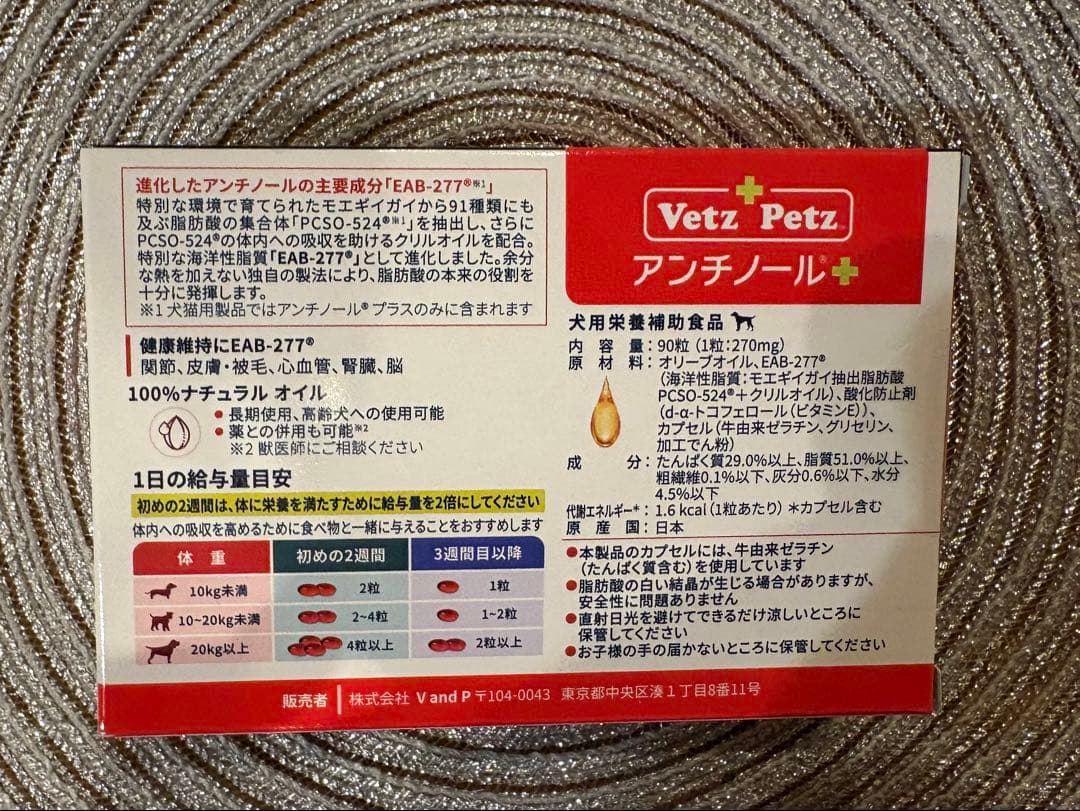 進化したアンチノールの主要成分「EAB-277®※1」
特別な環境で育てられたモエギイガイから91種類にも
及ぶ脂肪酸の集合体「PCSO-524®※1」を抽出し、さらに
PCSO-524®の体内への吸収を助けるクリルオイルを配合。
特別な海洋性脂質「EAB-277®」として進化しました。余分
な熱を加えない独自の製法により、脂肪酸の本来の役割を
十分に発揮します。
※1 犬猫用製品ではアンチノール® プラスのみに含まれます
健康維持にEAB-277®
関節、皮膚・被毛、心血管、腎臓、脳
100%ナチュラル オイル
●長期使用、高齢犬への使用可能
●薬との併用も可能※2
※2 獣医師にご相談ください
1日の給与量目安
初めの2週間は、体に栄養を満たすために給与量を2倍にしてください
体内への吸収を高めるために食べ物と一緒に与えることをおすすめします
体重 初めの2週間 3週間目以降
10kg未満 2粒 1粒
10~20kg未満 2~4粒 1~2粒
20kg以上 4粒以上 2粒以上
Vetz Petz
アンチノール®
犬用栄養補助食品
内容量:90粒(1粒:270mg)
原材料:オリーブオイル、EAB-277®
(海洋性脂質:モエギイガイ抽出脂肪酸
PCSO-524®+クリルオイル)、酸化防止剤
(d-α-トコフェロール(ビタミンE))、
カプセル(牛由来ゼラチン、グリセリン、
加工でん粉)
成分:たんぱく質29.0%以上、脂質51.0%以上、
粗繊維0.1%以下、灰分0.6%以下、水分
4.5%以下
代謝エネルギー*:1.6 kcal(1粒あたり)*カプセル含む
原産国:日本
●本製品のカプセルには、牛由来ゼラチン
(たんぱく質含む)を使用しています
●脂肪酸の白い結晶が生じる場合がありますが、
安全性に問題ありません
●直射日光を避けてできるだけ涼しいところに
保管してください
●お子様の手の届かないところに保管してください
販売者 株式会社 V and P 〒104-0043 東京都中央区湊1丁目8番11号